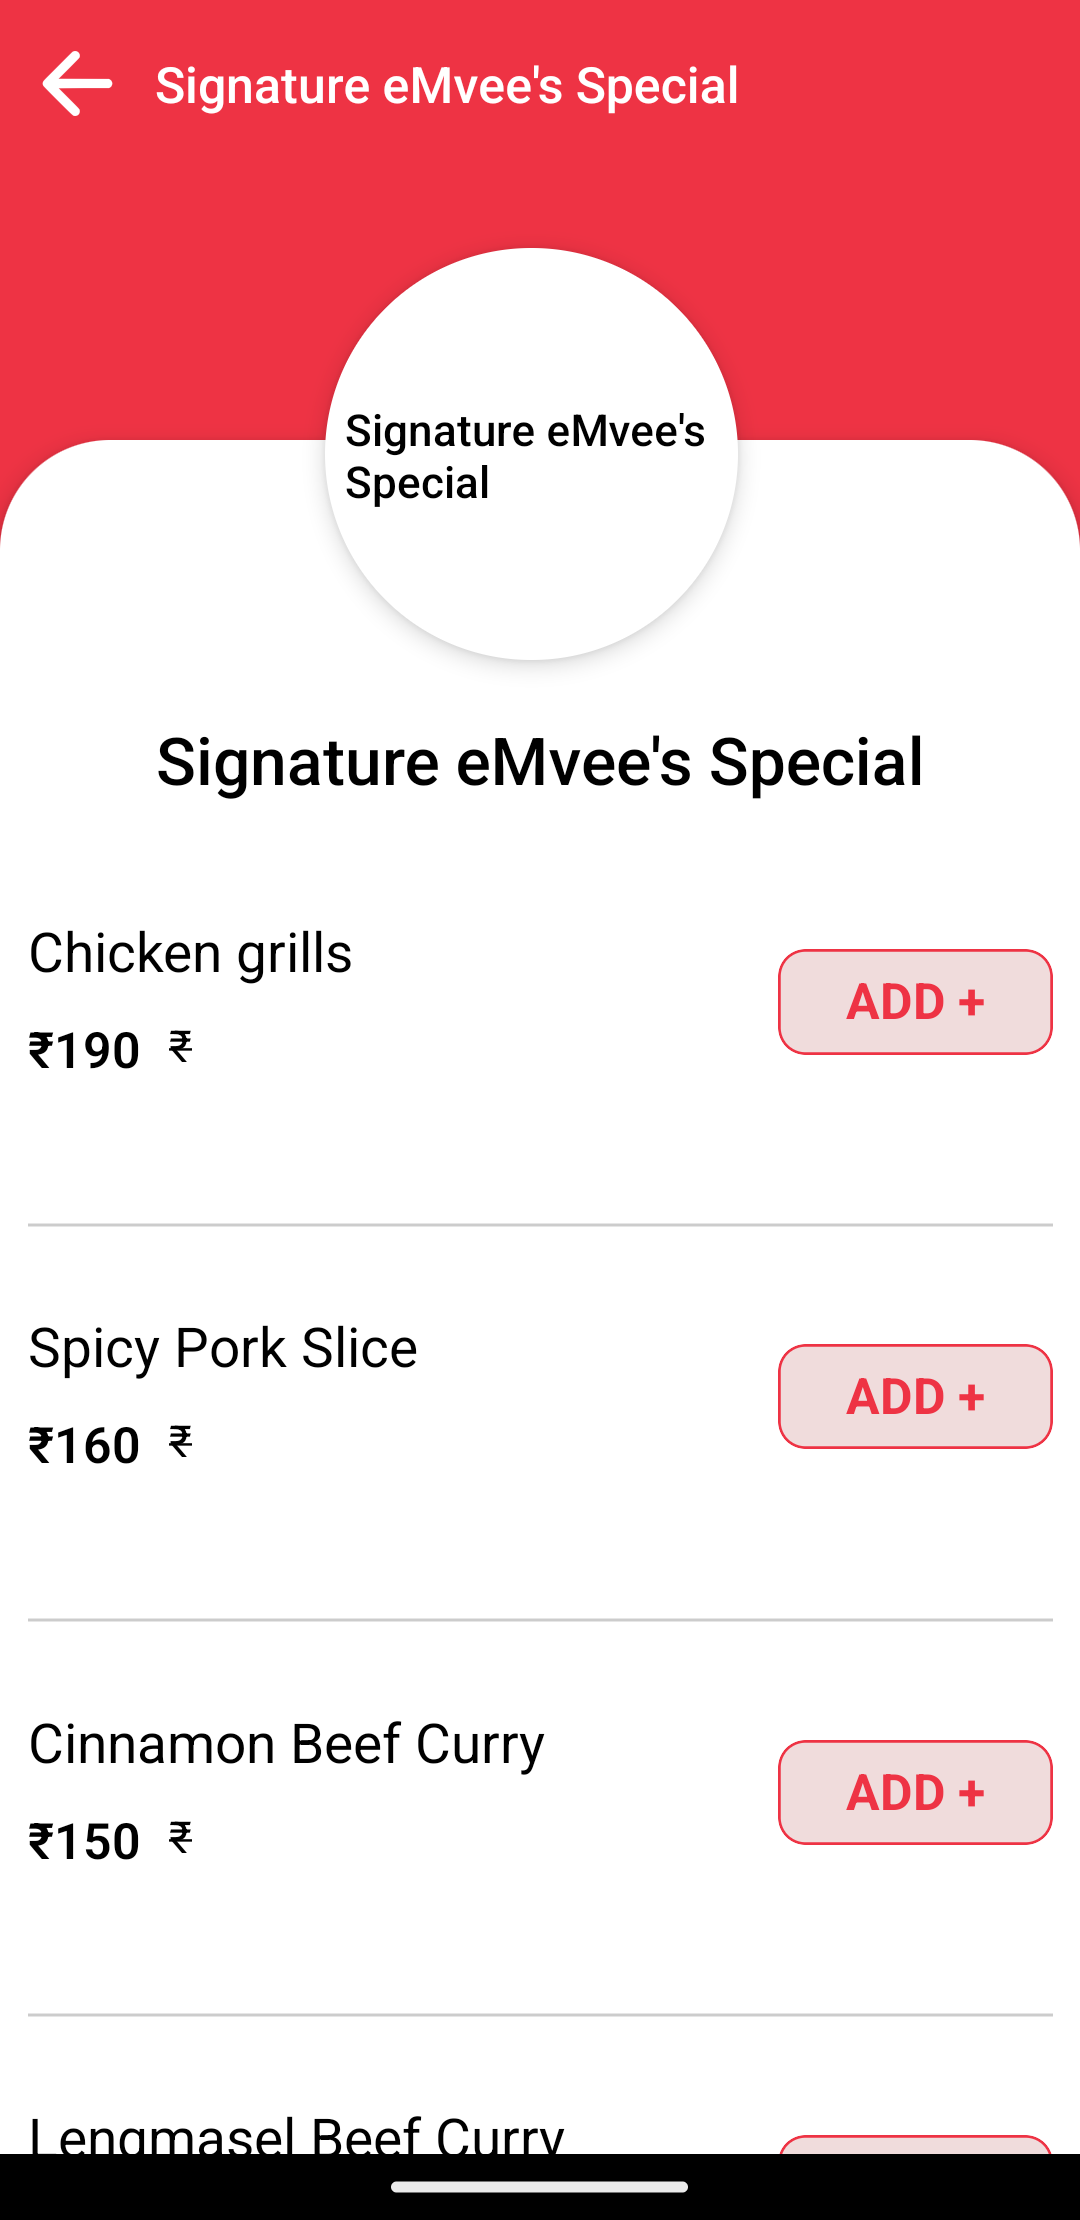 Signature eMvee's Special
Signature eMvee's
Special
Signature eMvee's Special
Chicken grills
ADD +
₹190 ₹
Spicy Pork Slice
ADD +
₹160 ₹
Cinnamon Beef Curry
ADD +
₹150 ₹
Lengmasel Beef Curry